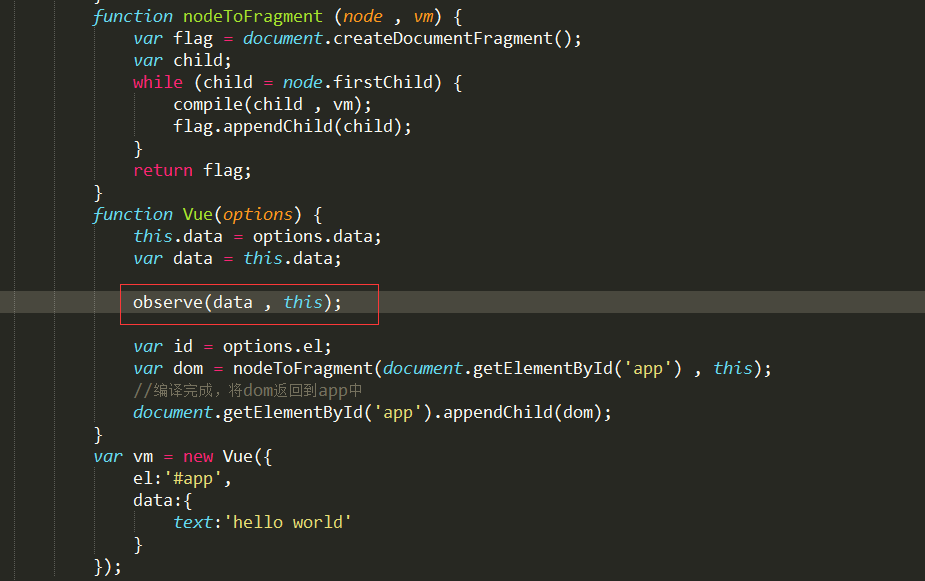 }
function nodeToFragment (node , vm) {
var flag = document.createDocumentFragment();
var child;
while (child = node.firstChild) {
compile(child , vm);
flag.appendChild(child);
}
return flag;
}
function Vue(options) {
this.data = options.data;
var data = this.data;
observe(data , this);
var id = options.el;
var dom = nodeToFragment(document.getElementById('app') , this);
//编译完成，将dom返回到app中
document.getElementById('app').appendChild(dom);
}
var vm = new Vue({
el:'#app',
data:{
text:'hello world'
}
});